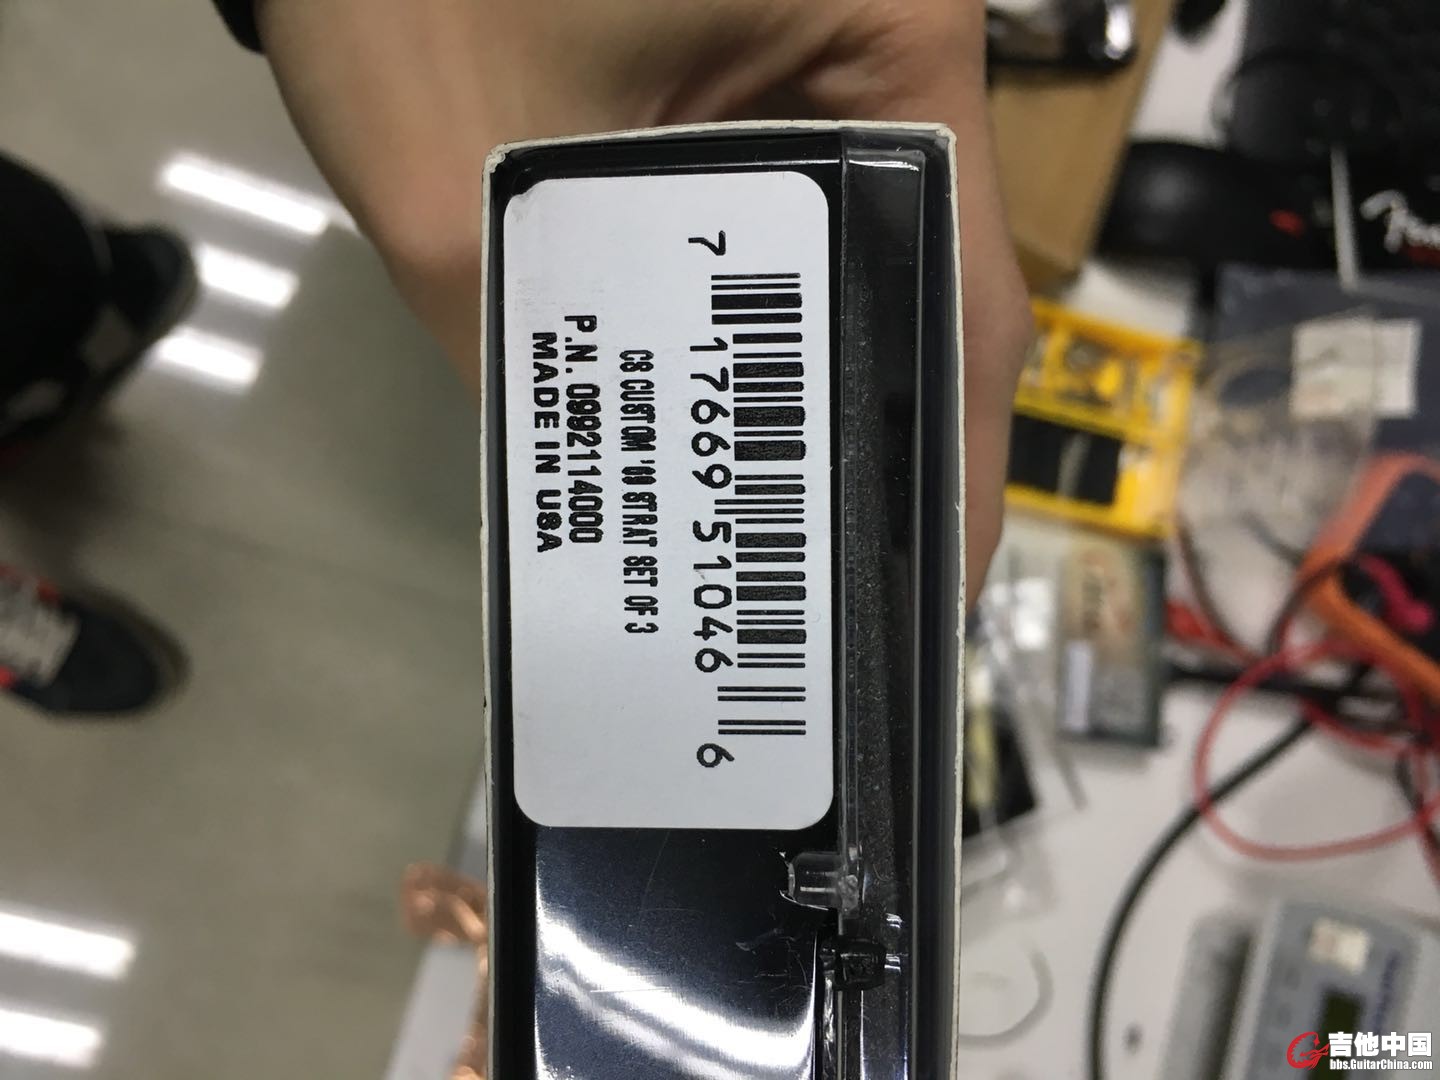 7 17669 51046 6
CS CUSTOM '69 STRAT SET OF 3
P.N. 0992114000
MADE IN USA
Fender
吉他中国
bbs.GuitarChina.com